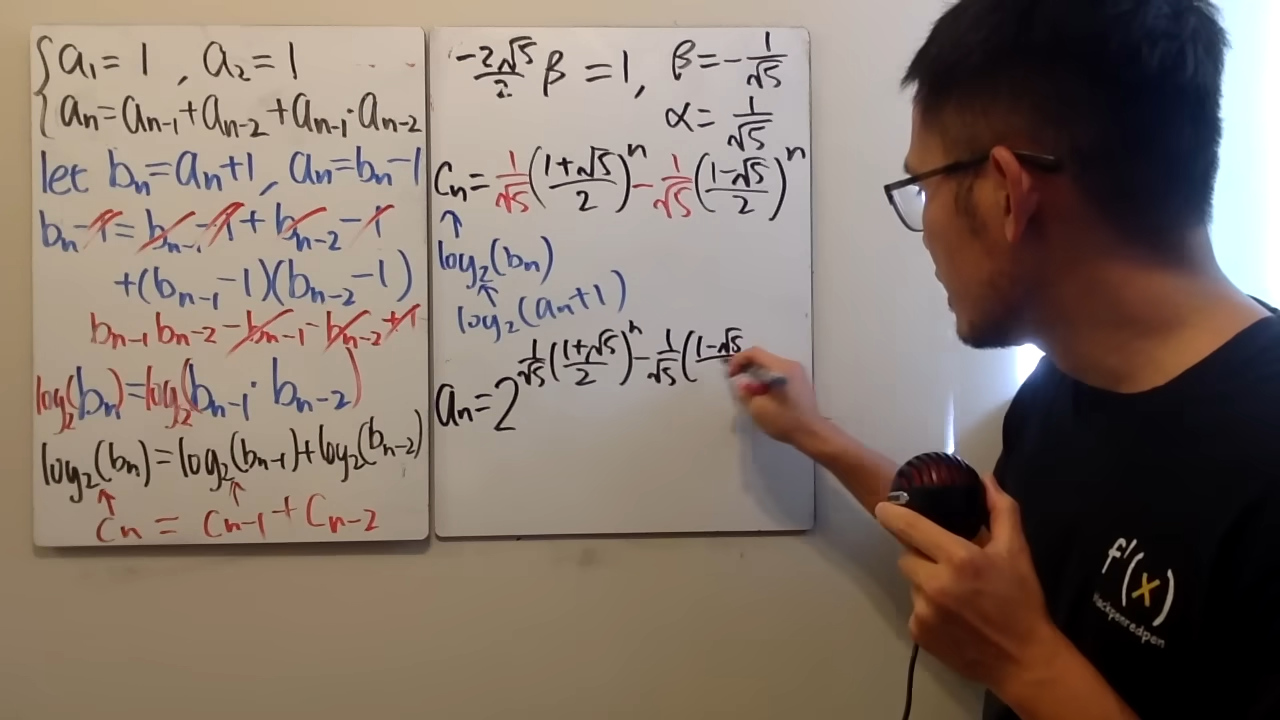 a₁ = 1 , a₂ = 1
aₙ = aₙ₋₁ + aₙ₋₂ + aₙ₋₁ · aₙ₋₂
let bₙ = aₙ + 1 , aₙ = bₙ - 1
bₙ - 1 = bₙ₋₁ - 1 + bₙ₋₂ - 1
+ (bₙ₋₁ - 1)(bₙ₋₂ - 1)
bₙ₋₁ bₙ₋₂ - bₙ₋₁ - bₙ₋₂ + 1
log₂(bₙ) = log₂(bₙ₋₁ · bₙ₋₂)
log₂(bₙ) = log₂(bₙ₋₁) + log₂(bₙ₋₂)
↑ ↑
cₙ = cₙ₋₁ + cₙ₋₂
-2√5/2 β = 1, β = -1/√5
α = 1/√5
cₙ = 1/√5 ((1+√5)/2)ⁿ - 1/√5 ((1-√5)/2)ⁿ
↑
log₂(bₙ)
↑
log₂(aₙ+1)
aₙ = 2^(1/√5 ((1+√5)/2)ⁿ - 1/√5 ((1-√5
f'(x)
blackpenredpen